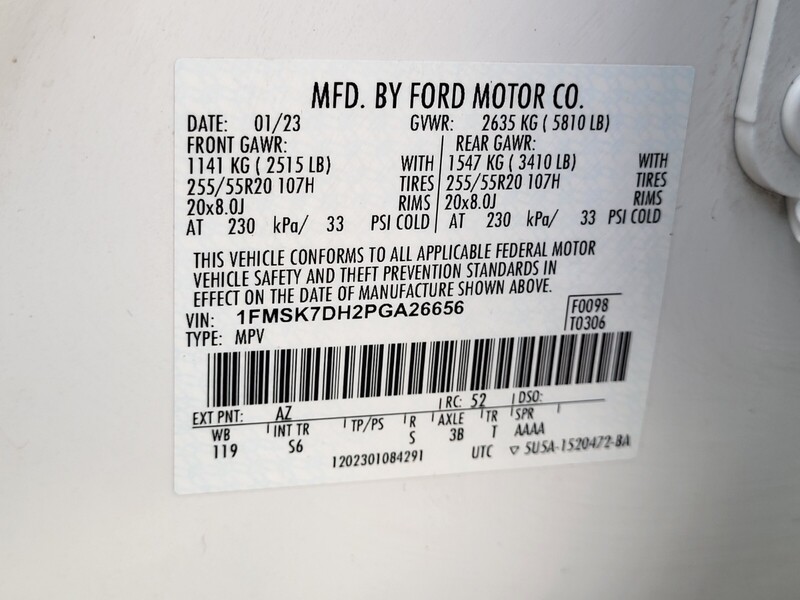 MFD. BY FORD MOTOR CO.
DATE: 01/23 GVWR: 2635 KG ( 5810 LB)
FRONT GAWR: REAR GAWR:
1141 KG ( 2515 LB) WITH 1547 KG ( 3410 LB) WITH
255/55R20 107H TIRES 255/55R20 107H TIRES
20x8.0J RIMS 20x8.0J RIMS
AT 230 kPa/ 33 PSI COLD AT 230 kPa/ 33 PSI COLD
THIS VEHICLE CONFORMS TO ALL APPLICABLE FEDERAL MOTOR
VEHICLE SAFETY AND THEFT PREVENTION STANDARDS IN
EFFECT ON THE DATE OF MANUFACTURE SHOWN ABOVE.
VIN: 1FMSK7DH2PGA26656 F0098
TYPE: MPV T0306
EXT PNT: AZ RC: 52 DSO:
WB INT TR TP/PS R AXLE TR SPR
119 S6 S 3B T AAAA
1202301084291 UTC ▽ 5U5A-1520472-BA